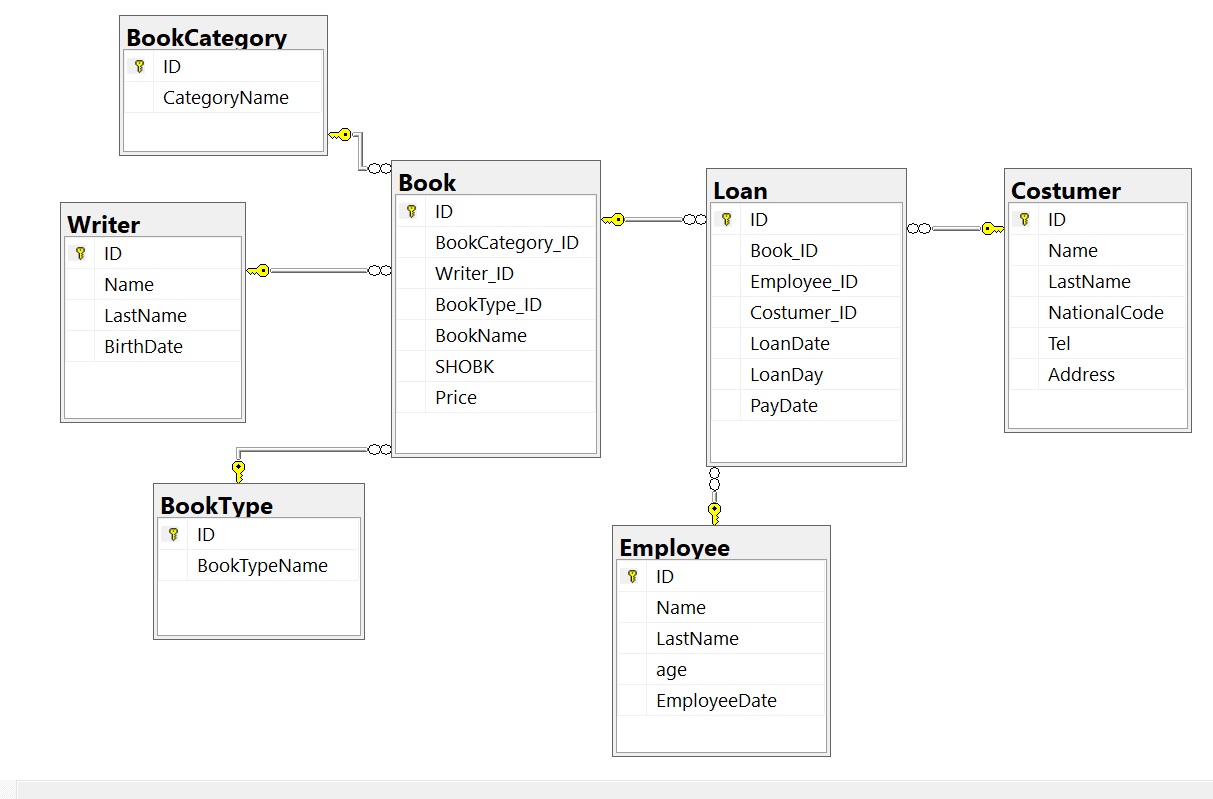 BookCategory
ID
CategoryName
Writer
ID
Name
LastName
BirthDate
BookType
ID
BookTypeName
Book
ID
BookCategory_ID
Writer_ID
BookType_ID
BookName
SHOBK
Price
Loan
ID
Book_ID
Employee_ID
Costumer_ID
LoanDate
LoanDay
PayDate
Costumer
ID
Name
LastName
NationalCode
Tel
Address
Employee
ID
Name
LastName
age
EmployeeDate